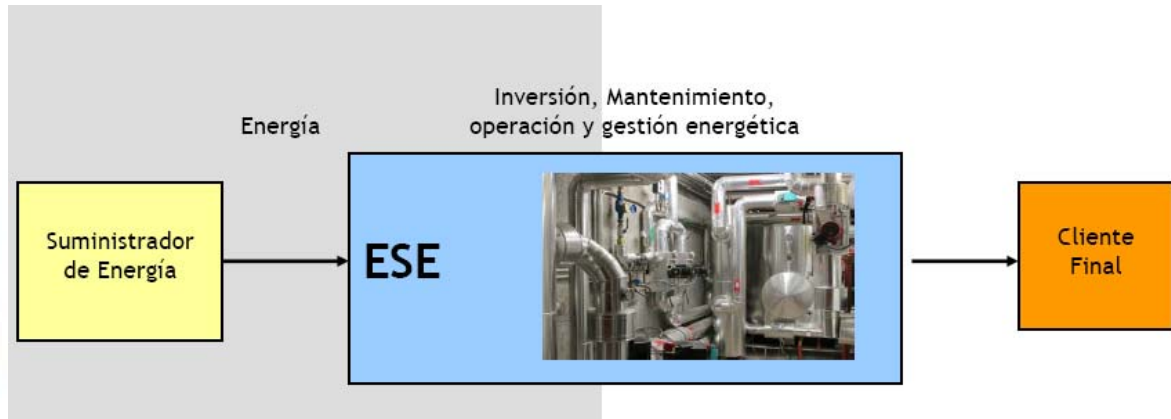 Inversión, Mantenimiento,
Energía
operación y gestión energética
Suministrador
de Energía
ESE
Cliente
Final